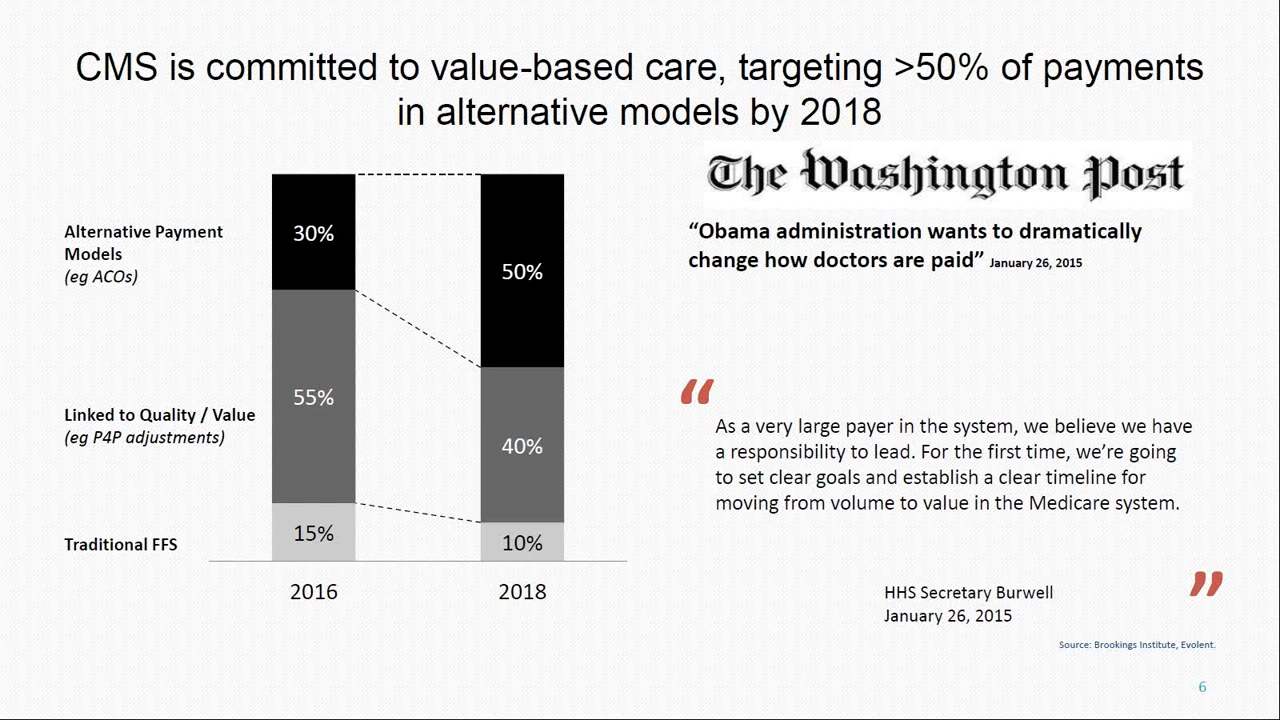 CMS is committed to value-based care, targeting >50% of payments
in alternative models by 2018
Alternative Payment
Models
(eg ACOs)
Linked to Quality / Value
(eg P4P adjustments)
Traditional FFS
30%
55%
15%
2016
50%
40%
10%
2018
The Washington Post
“Obama administration wants to dramatically
change how doctors are paid” January 26, 2015
“
As a very large payer in the system, we believe we have
a responsibility to lead. For the first time, we’re going
to set clear goals and establish a clear timeline for
moving from volume to value in the Medicare system.
”
HHS Secretary Burwell
January 26, 2015
Source: Brookings Institute, Evolent.
6